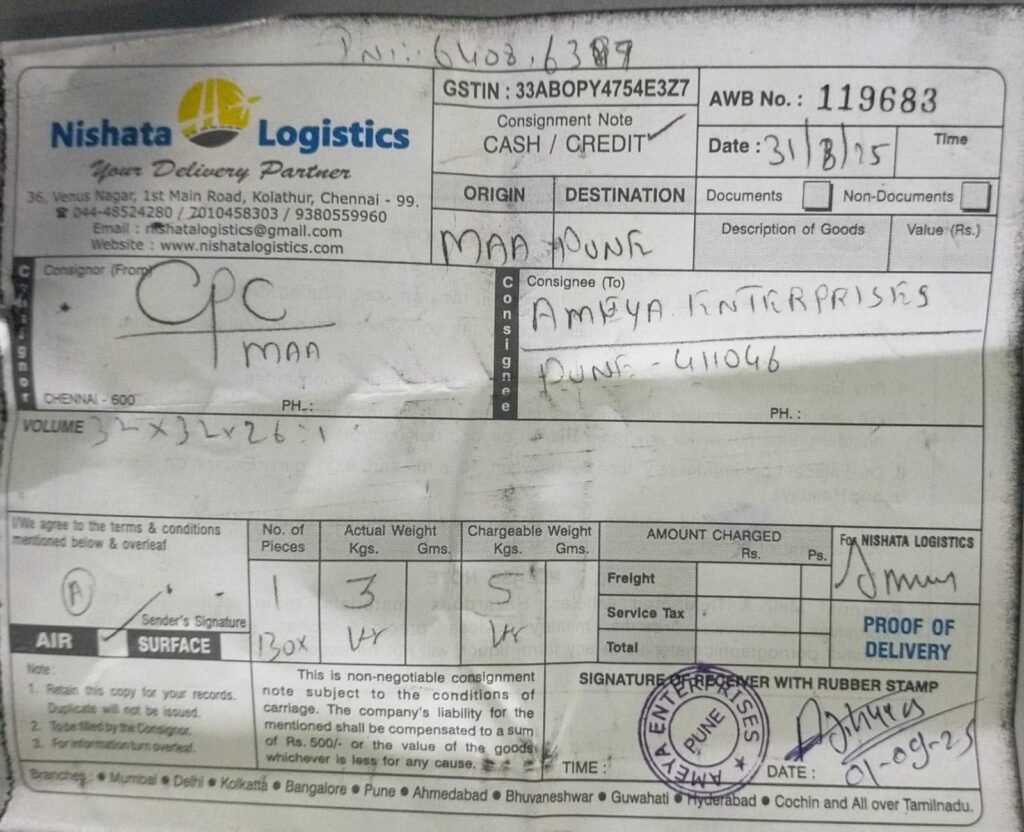 INV: 6408, 6389
Nishata Logistics
Your Delivery Partner
36, Venus Nagar, 1st Main Road, Kolathur, Chennai - 99.
☎ 044-48524280 / 7010458303 / 9380559960
Email : nishatalogistics@gmail.com
Website : www.nishatalogistics.com
GSTIN : 33ABOPY4754E3Z7
Consignment Note
CASH / CREDIT ✓
AWB No. : 119683
Date : 31/8/25
Time
ORIGIN DESTINATION
MAA PUNE
Documents Non-Documents
Description of Goods Value (Rs.)
Consignor
Consignor (From)
CPC
MAA
CHENNAI - 600 PH.:
Consignee
Consignee (To)
AMEYA ENTERPRISES
PUNE - 411046
PH. :
VOLUME 32 x 32 x 26 : 1
I/We agree to the terms & conditions
mentioned below & overleaf
Sender's Signature
AIR SURFACE
No. of Pieces
1
BOX
Actual Weight
Kgs. Gms.
3
Chargeable Weight
Kgs. Gms.
5
AMOUNT CHARGED
Rs. Ps.
Freight
Service Tax
Total
For NISHATA LOGISTICS
PROOF OF
DELIVERY
Note :
1. Retain this copy for your records.
Duplicate will not be issued.
2. To be filled by the Consignor.
3. For information turn overleaf.
This is non-negotiable consignment
note subject to the conditions of
carriage. The company's liability for the
mentioned shall be compensated to a sum
of Rs. 500/- or the value of the goods
whichever is less for any cause.
SIGNATURE OF RECEIVER WITH RUBBER STAMP
AMEYA ENTERPRISES ★
PUNE
TIME :
DATE : 01-09-25
Branches : ● Mumbai ● Delhi ● Kolkatta ● Bangalore ● Pune ● Ahmedabad ● Bhuvaneshwar ● Guwahati ● Hyderabad ● Cochin and All over Tamilnadu.